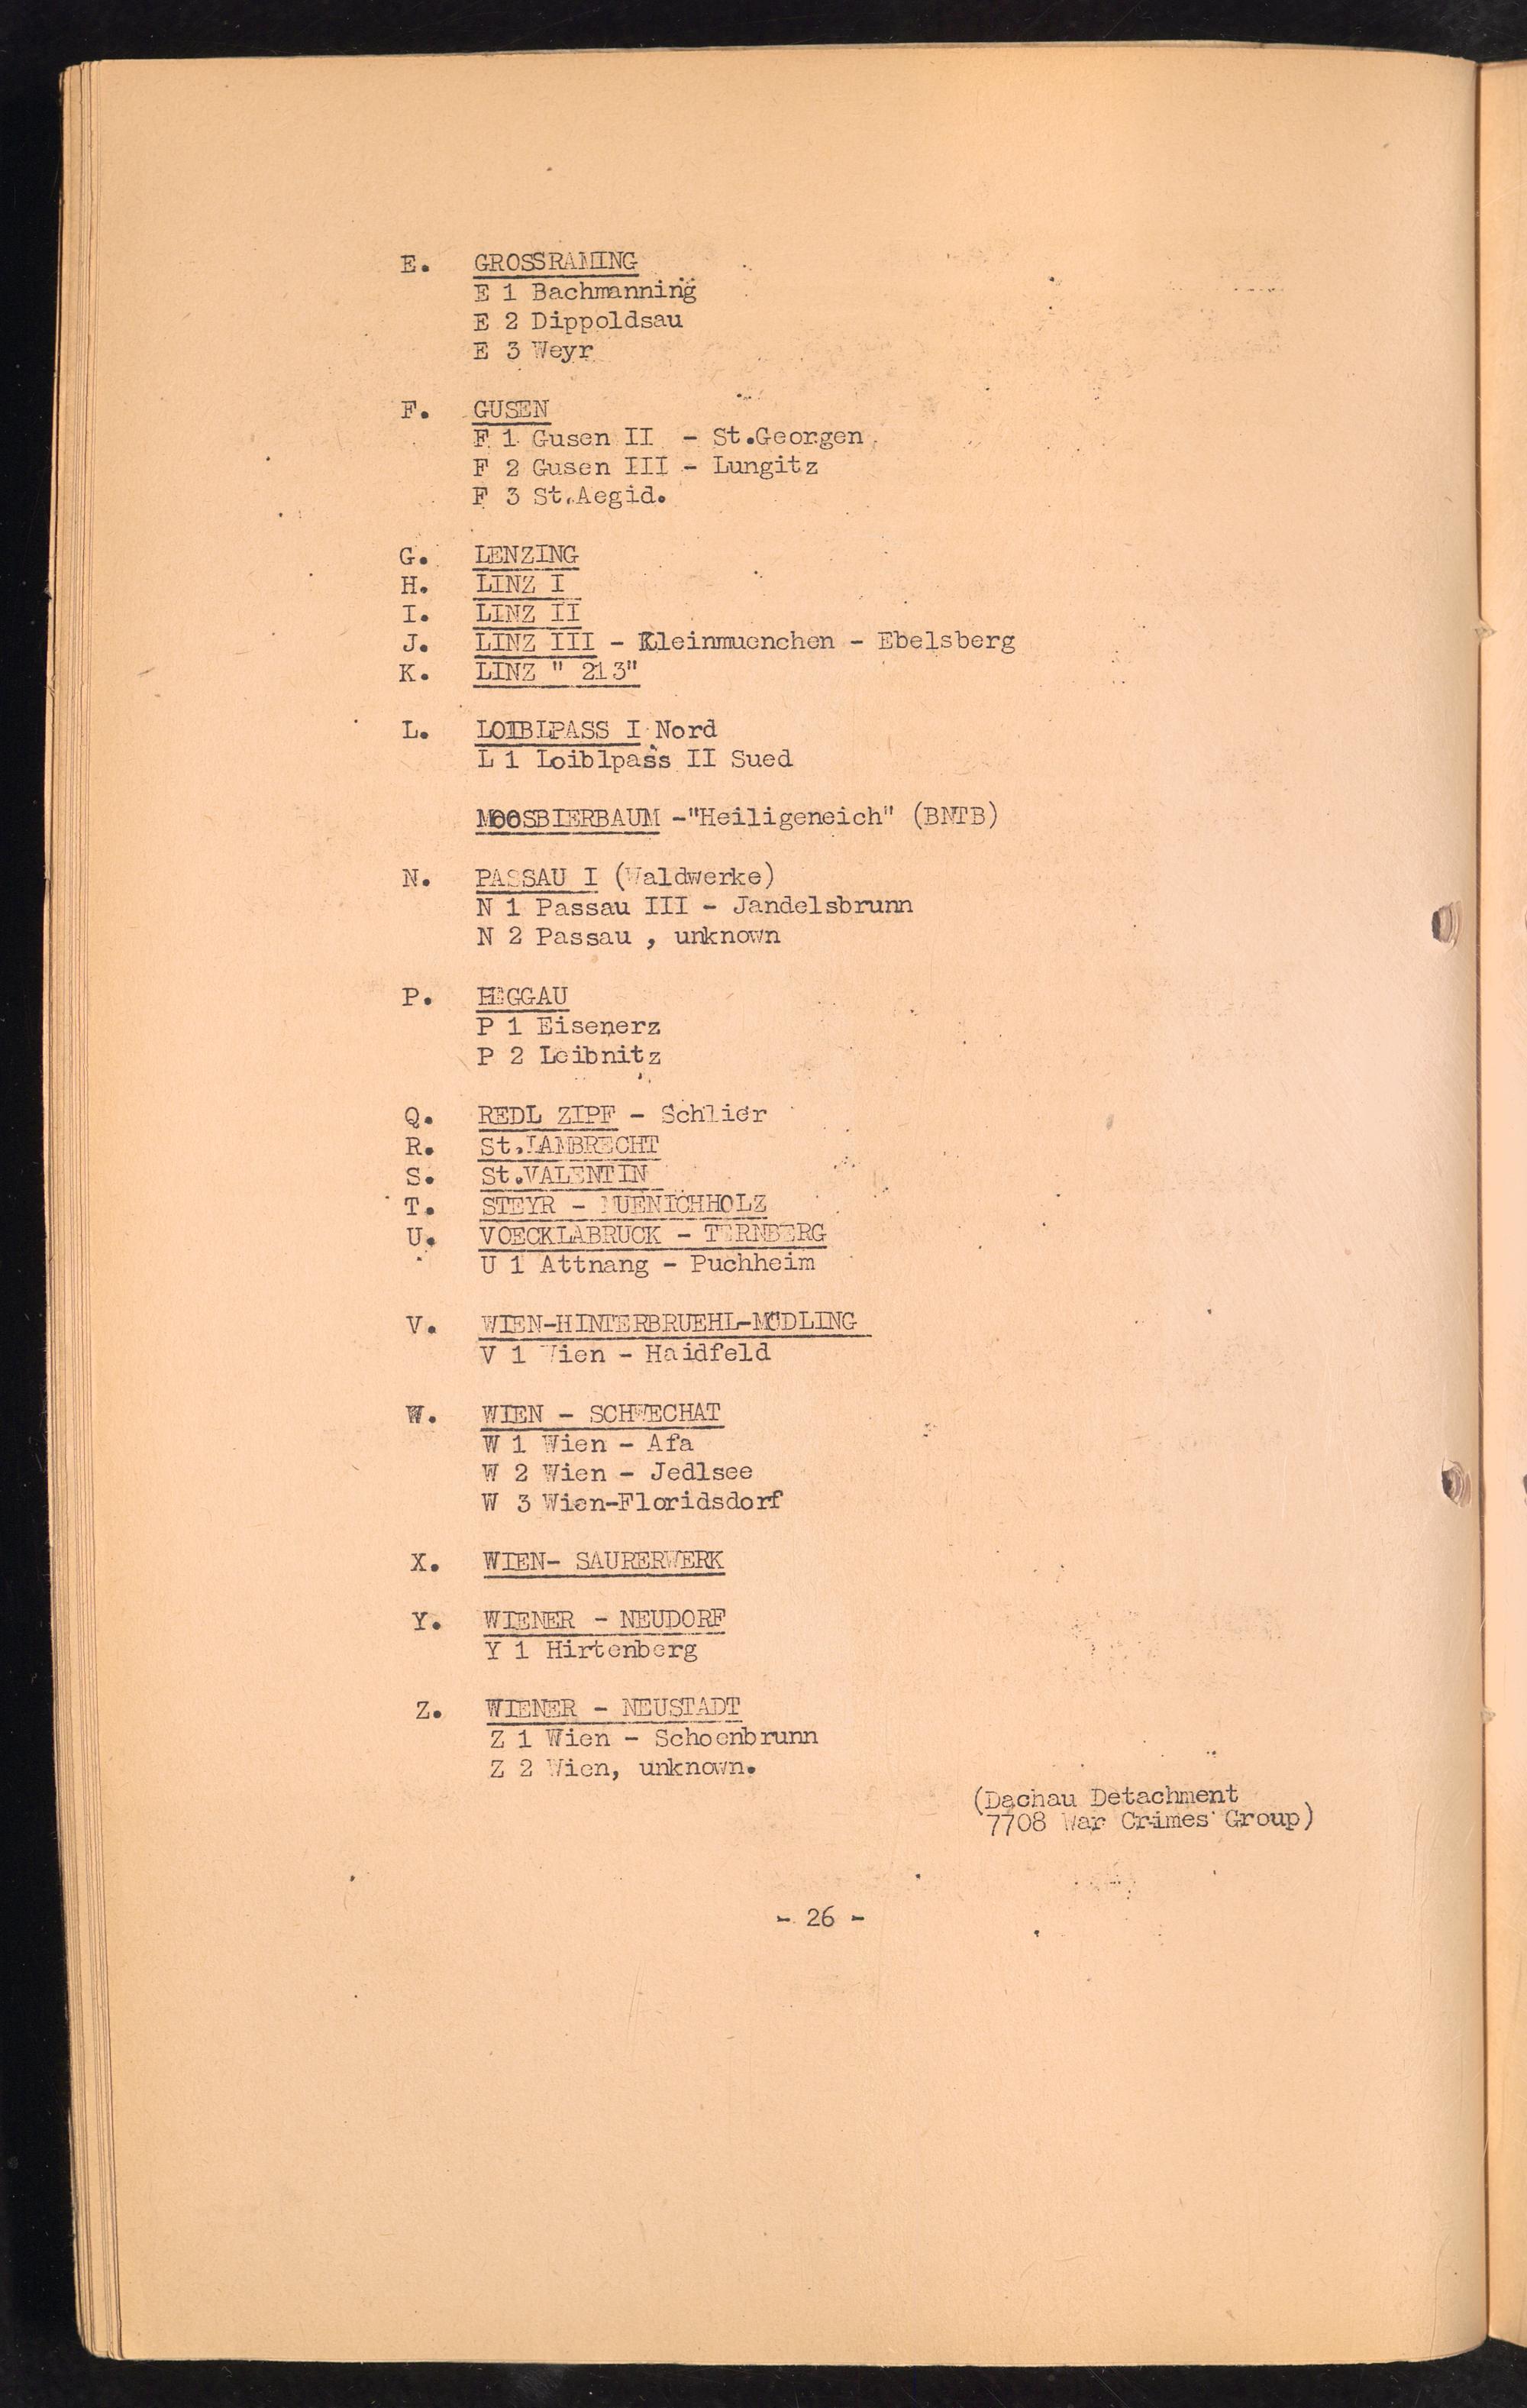 E. GROSSRAMING
E 1 Bachmanning
E 2 Dippoldsau
E 3 Weyr
F. GUSEN
F 1 Gusen II - St.Georgen
F 2 Gusen III - Lungitz
F 3 St.Aegid.
G. LENZING
H. LINZ I
I. LINZ II
J. LINZ III - Kleinmuenchen - Ebelsberg
K. LINZ " 213"
L. LOIBLPASS I Nord
L 1 Loiblpass II Sued
MOOSBIERBAUM -"Heiligeneich" (BNTB)
N. PASSAU I (Waldwerke)
N 1 Passau III - Jandelsbrunn
N 2 Passau , unknown
P.
P 1 Eisenerz
P 2 Leibnitz
Q. REDL ZIPF - Schlier
R. St.LAMBRECHT
S. St.VALENTIN
T. STEYR - MUENICHHOLZ
U. VOECKLABRUCK - TERNBERG
U 1 Attnang - Puchheim
V. WIEN-HINTERBRUEHL-MÖDLING
V 1 Wien - Haidfeld
W. WIEN - SCHWECHAT
W 1 Wien - Afa
W 2 Wien - Jedlsee
W 3 Wien-Floridsdorf
X. WIEN- SAURERWERK
Y. WIENER - NEUDORF
Y 1 Hirtenberg
Z. WIENER - NEUSTADT
Z 1 Wien - Schoenbrunn
Z 2 Wien, unknown.
(Dachau Detachment
7708 War Crimes Group)
- 26 -